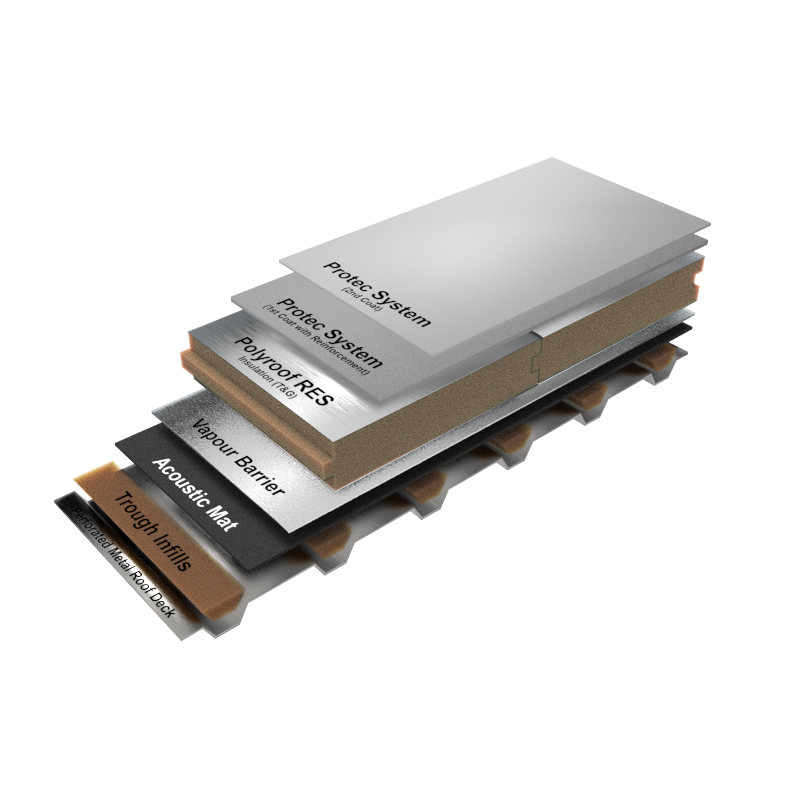 Protec System
(2nd Coat)
Protec System
(1st Coat with Reinforcement)
Polyroof RES
Insulation (T&G)
Vapour Barrier
Acoustic Mat
Trough Infills
Perforated Metal Roof Deck